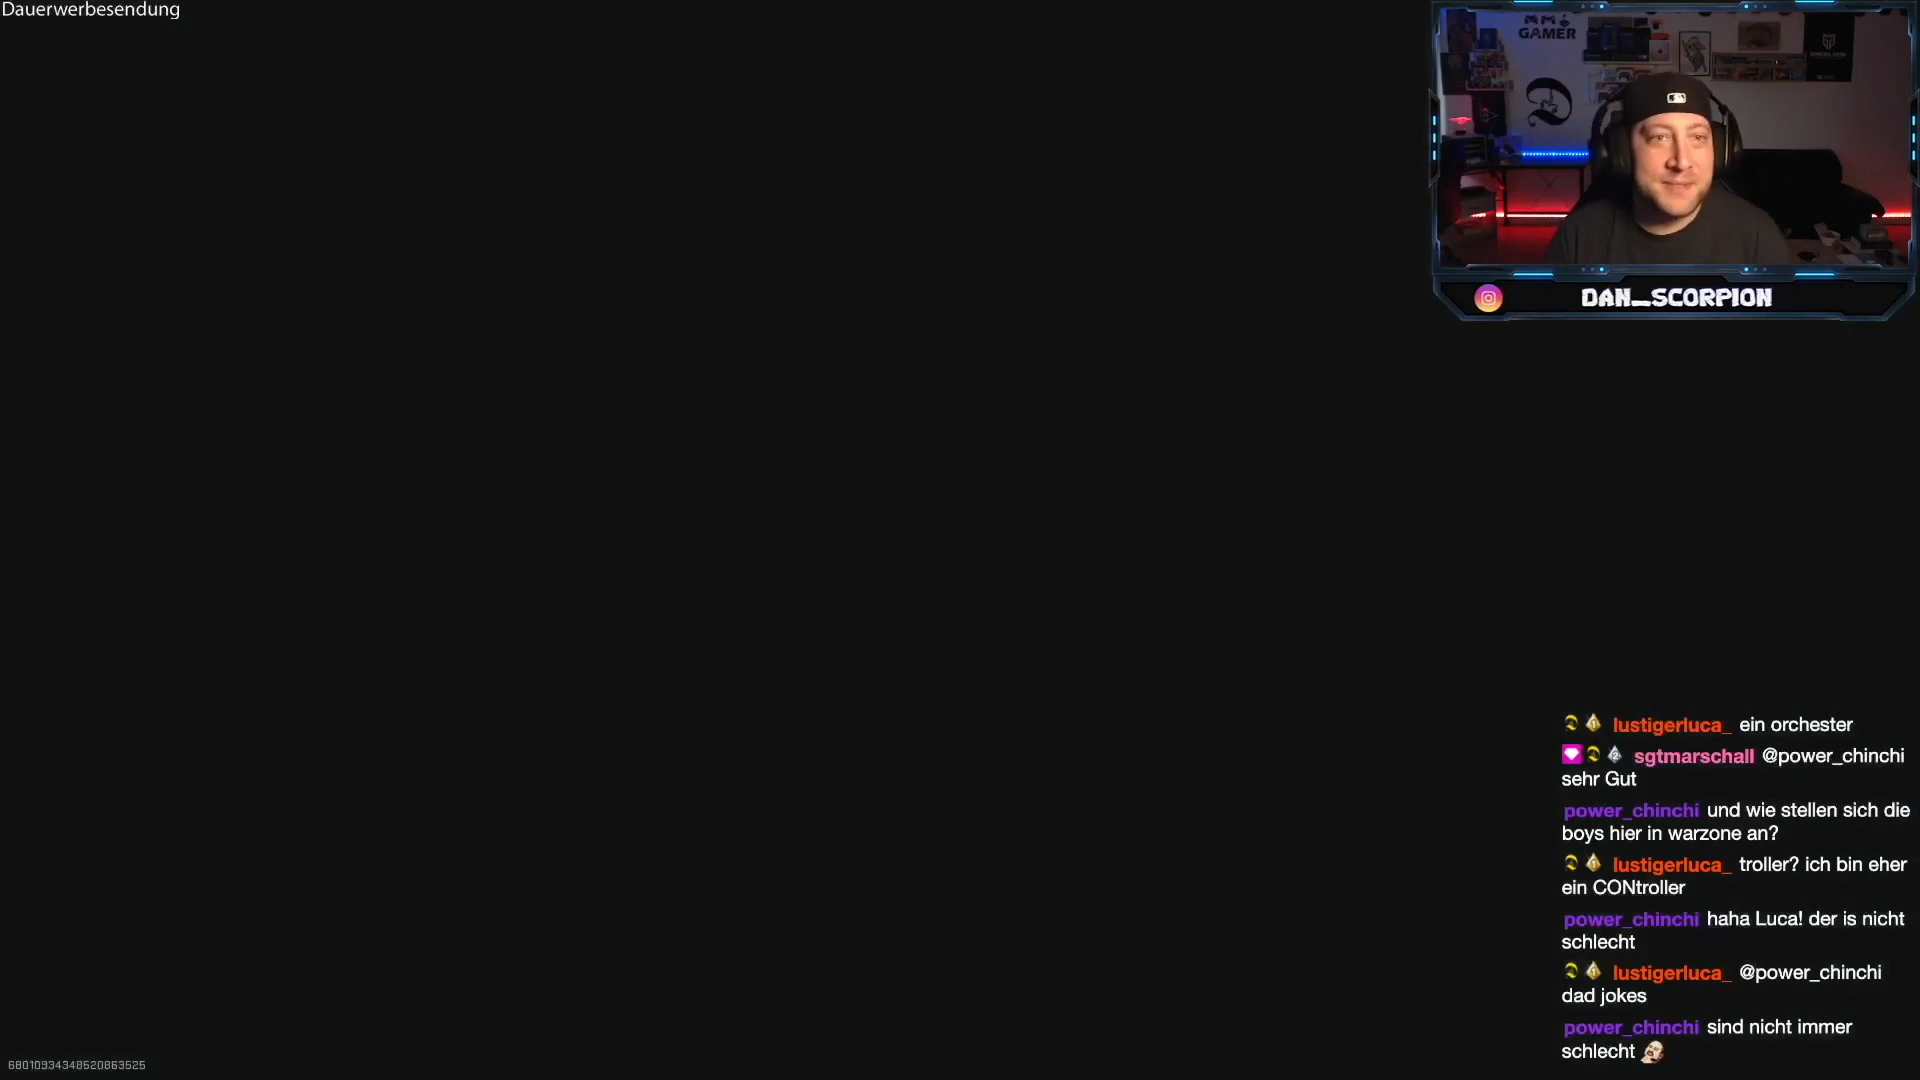 Dauerwerbesendung
GAMER
DAN_SCORPION
lustigerluca_ ein orchester
sgtmarschall @power_chinchi
sehr Gut
power_chinchi und wie stellen sich die
boys hier in warzone an?
lustigerluca_ troller? ich bin eher
ein CONtroller
power_chinchi haha Luca! der is nicht
schlecht
lustigerluca_ @power_chinchi
dad jokes
power_chinchi sind nicht immer
schlecht
68010934348520863525